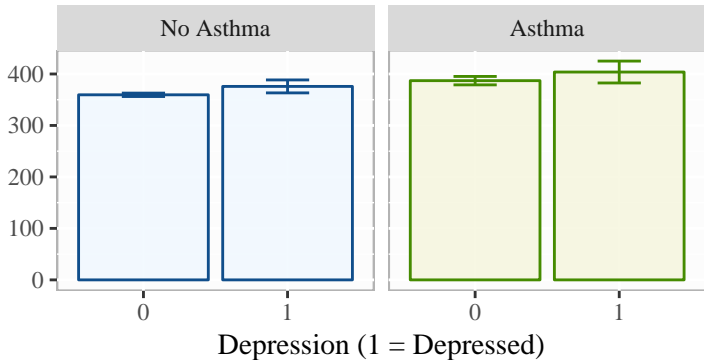 No Asthma
Asthma
400
300
200
100
0
0 1
0 1
Depression (1 = Depressed)